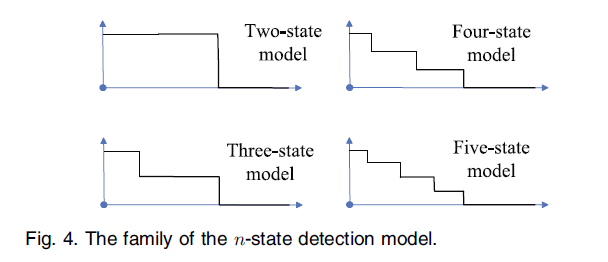 Two-state
model
Four-state
model
Three-state
model
Five-state
model
Fig. 4. The family of the n-state detection model.